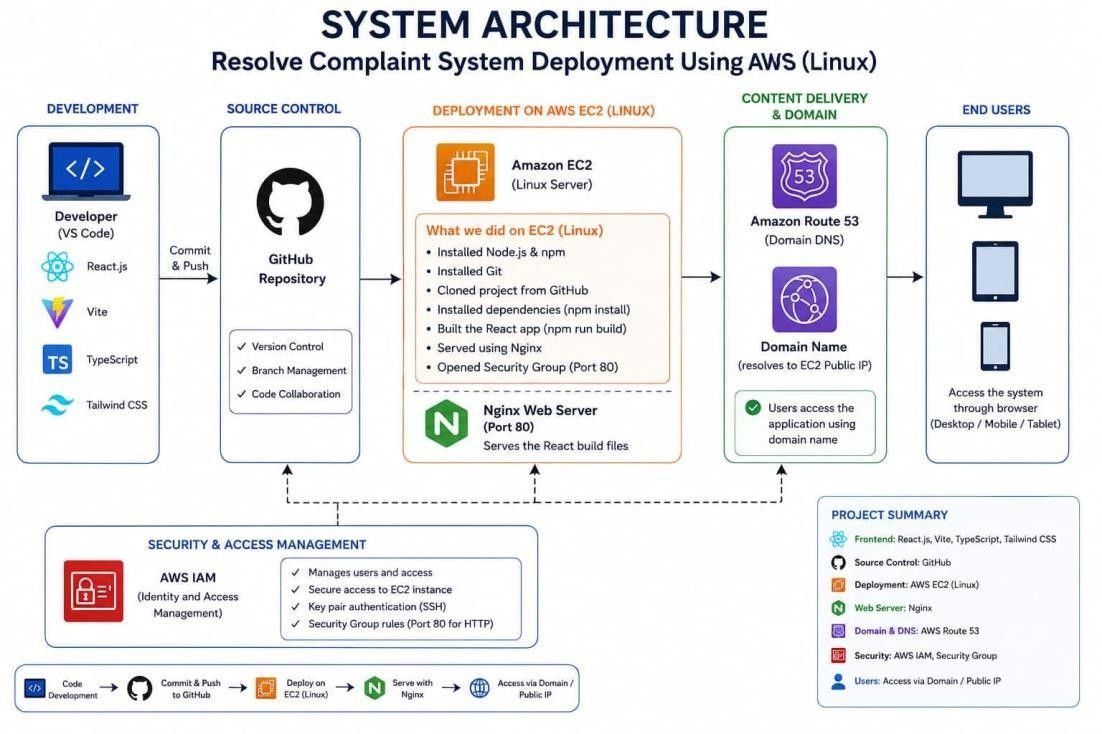 SYSTEM ARCHITECTURE
Resolve Complaint System Deployment Using AWS (Linux)
DEVELOPMENT
</>
Developer
(VS Code)
React.js
Vite
TS
TypeScript
Tailwind CSS
Commit
& Push
SOURCE CONTROL
GitHub
Repository
✓ Version Control
✓ Branch Management
✓ Code Collaboration
DEPLOYMENT ON AWS EC2 (LINUX)
Amazon EC2
(Linux Server)
What we did on EC2 (Linux)
• Installed Node.js & npm
• Installed Git
• Cloned project from GitHub
• Installed dependencies (npm install)
• Built the React app (npm run build)
• Served using Nginx
• Opened Security Group (Port 80)
N
Nginx Web Server
(Port 80)
Serves the React build files
CONTENT DELIVERY
& DOMAIN
53
Amazon Route 53
(Domain DNS)
Domain Name
(resolves to EC2 Public IP)
Users access the
application using
domain name
END USERS
Access the system
through browser
(Desktop / Mobile / Tablet)
SECURITY & ACCESS MANAGEMENT
AWS IAM
(Identity and Access
Management)
✓ Manages users and access
✓ Secure access to EC2 instance
✓ Key pair authentication (SSH)
✓ Security Group rules (Port 80 for HTTP)
PROJECT SUMMARY
Frontend: React.js, Vite, TypeScript, Tailwind CSS
Source Control: GitHub
Deployment: AWS EC2 (Linux)
N
Web Server: Nginx
Domain & DNS: AWS Route 53
Security: AWS IAM, Security Group
Users: Access via Domain / Public IP
</>
Code
Development
Commit & Push
to GitHub
Deploy on
EC2 (Linux)
N
Serve with
Nginx
Access via Domain /
Public IP